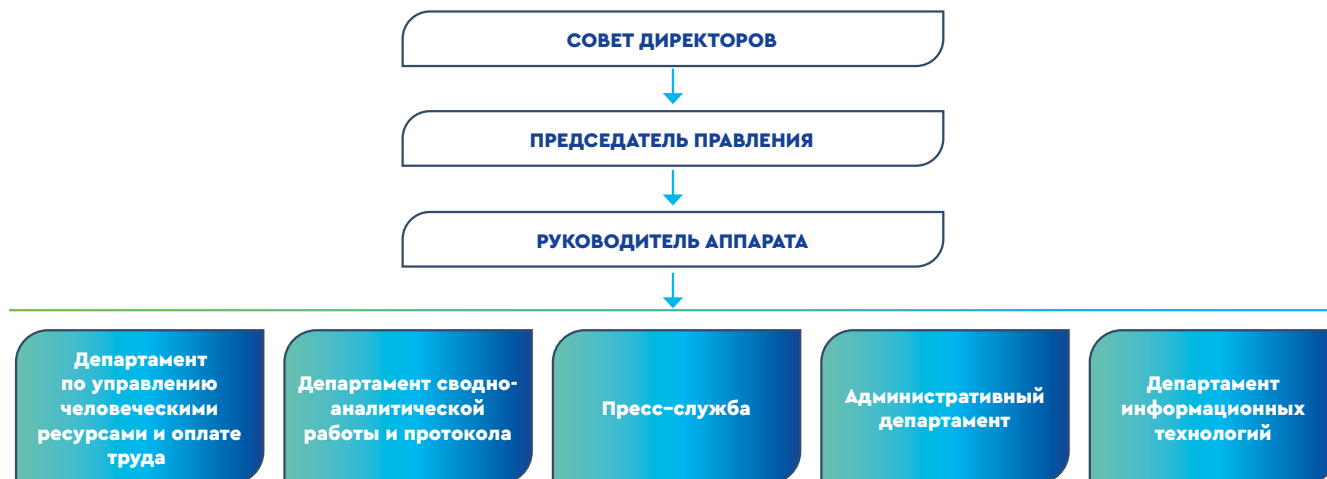 СОВЕТ ДИРЕКТОРОВ
ПРЕДСЕДАТЕЛЬ ПРАВЛЕНИЯ
РУКОВОДИТЕЛЬ АППАРАТА
Департамент
по управлению
человеческими
ресурсами и оплате
труда
Департамент сводно-
аналитической
работы и протокола
Пресс-служба
Административный
департамент
Департамент
информационных
технологий